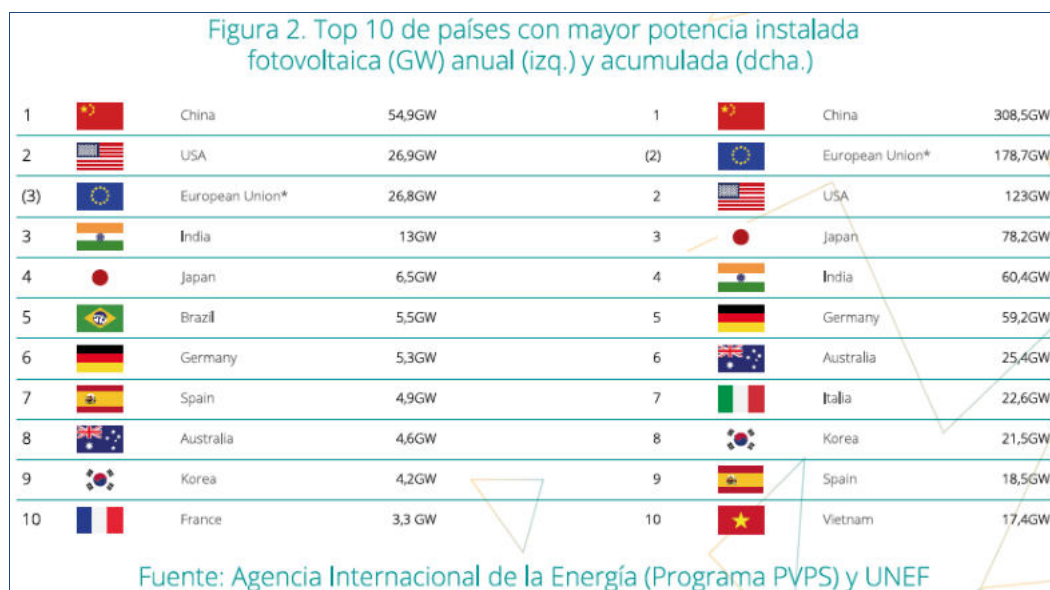 Figura 2. Top 10 de países con mayor potencia instalada
fotovoltaica (GW) anual (izq.) y acumulada (dcha.)
1 China 54,9GW
2 USA 26,9GW
(3) European Union* 26,8GW
3 India 13GW
4 Japan 6,5GW
5 Brazil 5,5GW
6 Germany 5,3GW
7 Spain 4,9GW
8 Australia 4,6GW
9 Korea 4,2GW
10 France 3,3 GW
1 China 308,5GW
(2) European Union* 178,7GW
2 USA 123GW
3 Japan 78,2GW
4 India 60,4GW
5 Germany 59,2GW
6 Australia 25,4GW
7 Italia 22,6GW
8 Korea 21,5GW
9 Spain 18,5GW
10 Vietnam 17,4GW
Fuente: Agencia Internacional de la Energía (Programa PVPS) y UNEF